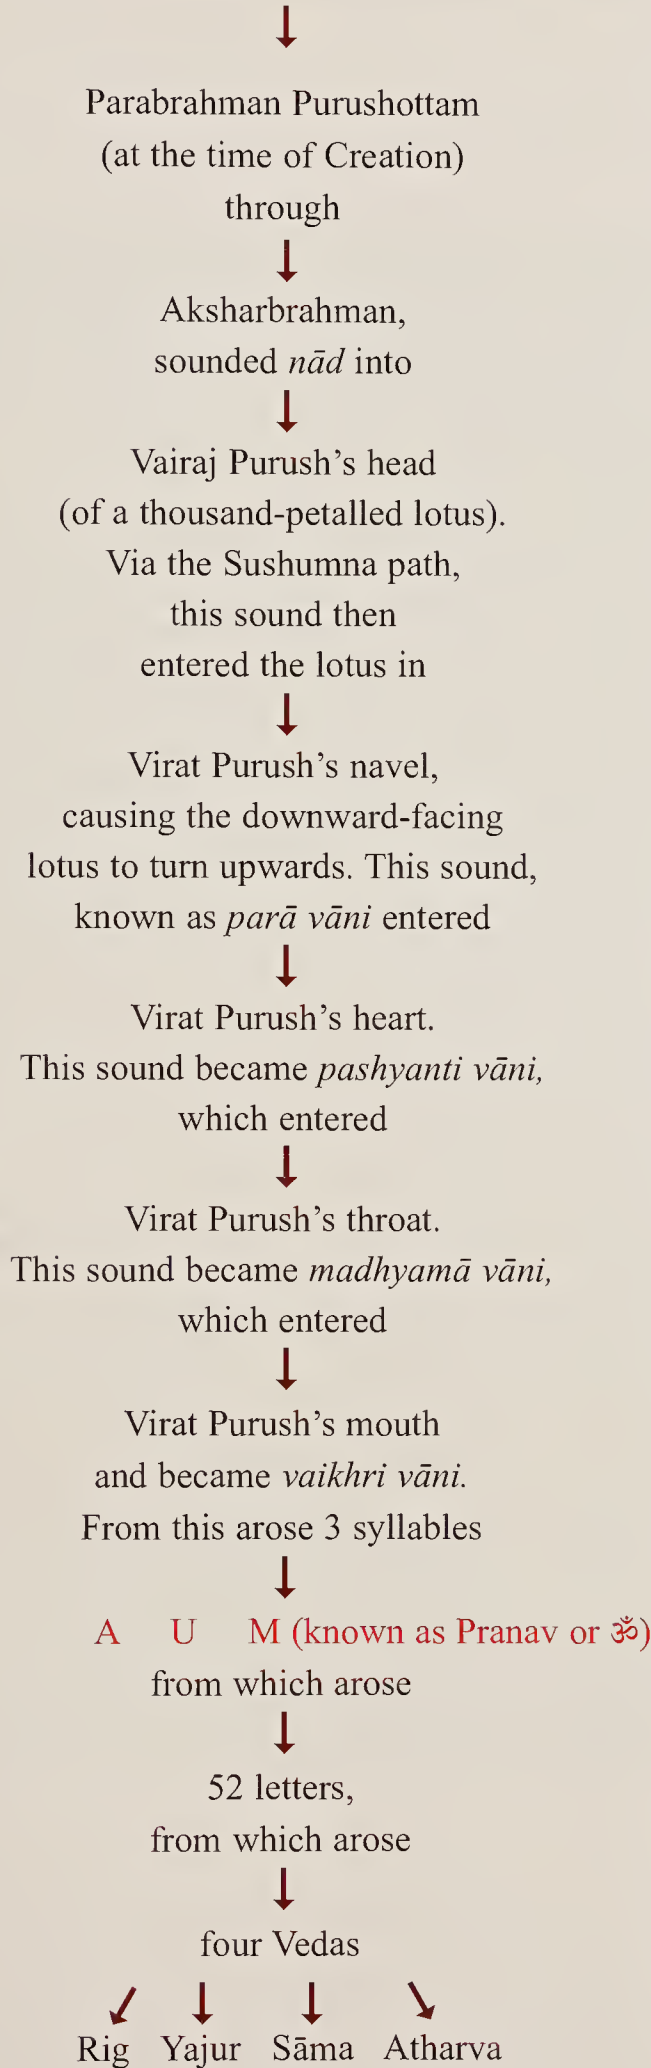 Parabrahman Purushottam
(at the time of Creation)
through
Aksharbrahman,
sounded nād into
Vairaj Purush’s head
(of a thousand-petalled lotus).
Via the Sushumna path,
this sound then
entered the lotus in
Virat Purush’s navel,
causing the downward-facing
lotus to turn upwards. This sound,
known as parā vāni entered
Virat Purush’s heart.
This sound became pashyanti vāni,
which entered
Virat Purush’s throat.
This sound became madhyamā vāni,
which entered
Virat Purush’s mouth
and became vaikhri vāni.
From this arose 3 syllables
A U M (known as Pranav or ॐ)
from which arose
52 letters,
from which arose
four Vedas
Rig Yajur Sāma Atharva